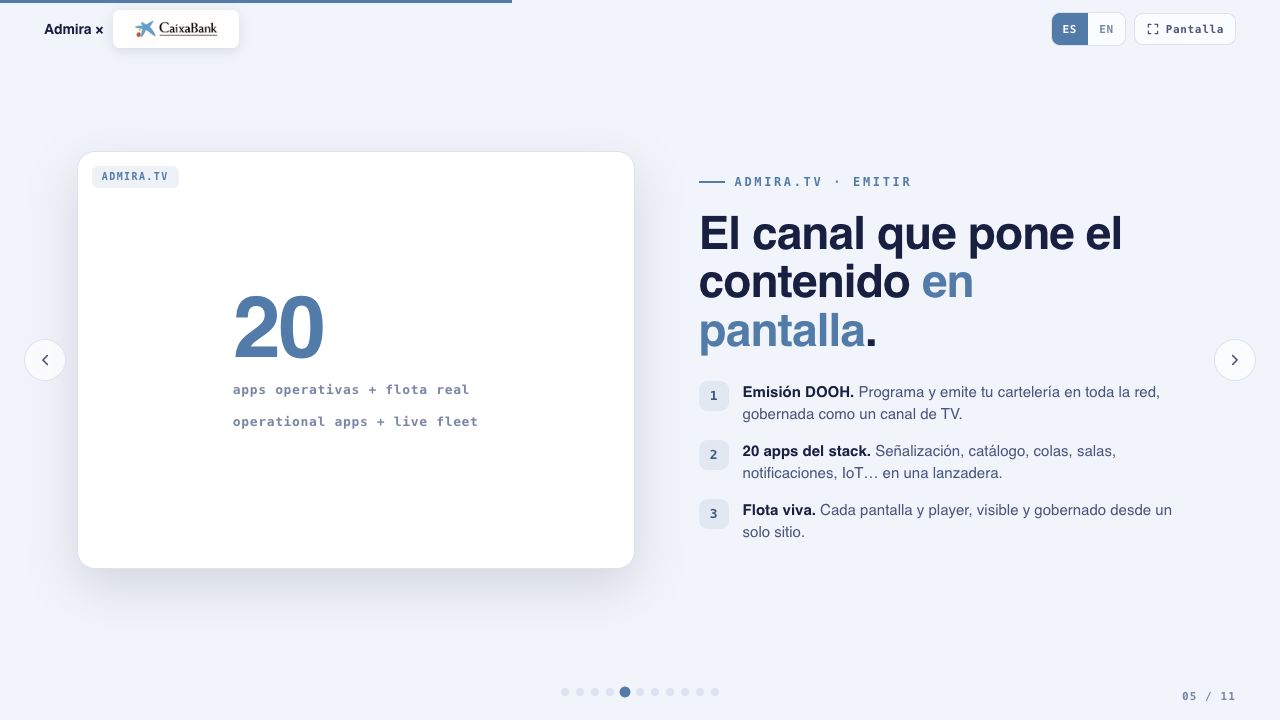 Admira ×
CaixaBank
ES
EN
Pantalla
ADMIRA.TV
20
apps operativas + flota real
operational apps + live fleet
ADMIRA.TV · EMITIR
El canal que pone el
contenido en
pantalla.
1
Emisión DOOH. Programa y emite tu cartelería en toda la red,
gobernada como un canal de TV.
2
20 apps del stack. Señalización, catálogo, colas, salas,
notificaciones, IoT… en una lanzadera.
3
Flota viva. Cada pantalla y player, visible y gobernado desde un
solo sitio.
05 / 11